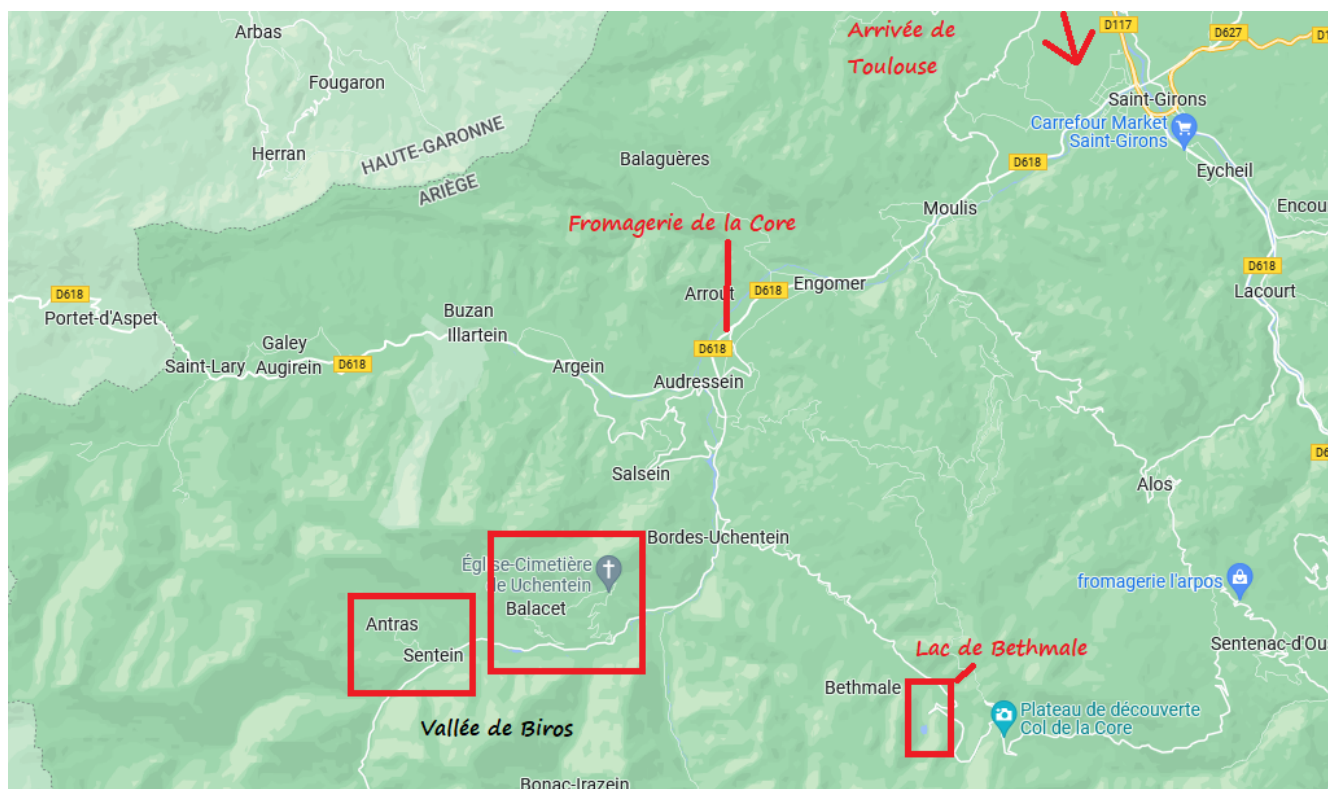 Arrivée de
Toulouse
D117
D627
D1
Arbas
Fougaron
Saint-Girons
Carrefour Market
Saint-Girons
HAUTE-GARONNE
Herran
Balaguères
D618
Eycheil
ARIÈGE
Encou
Moulis
Fromagerie de la Core
D618
D618
Portet-d'Aspet
Arrout
D618
Engomer
Lacourt
Buzan
Illartein
Galey
Saint-Lary
Augirein
D618
Argein
D618
Audressein
D6
Salsein
Alos
Bordes-Uchentein
Église-Cimetière
de Uchentein
Balacet
fromagerie l'arpos
Antras
Sentein
Lac de Bethmale
Sentenac-d'Ou
Bethmale
Plateau de découverte
Col de la Core
Vallée de Biros
Bonac-Irazein